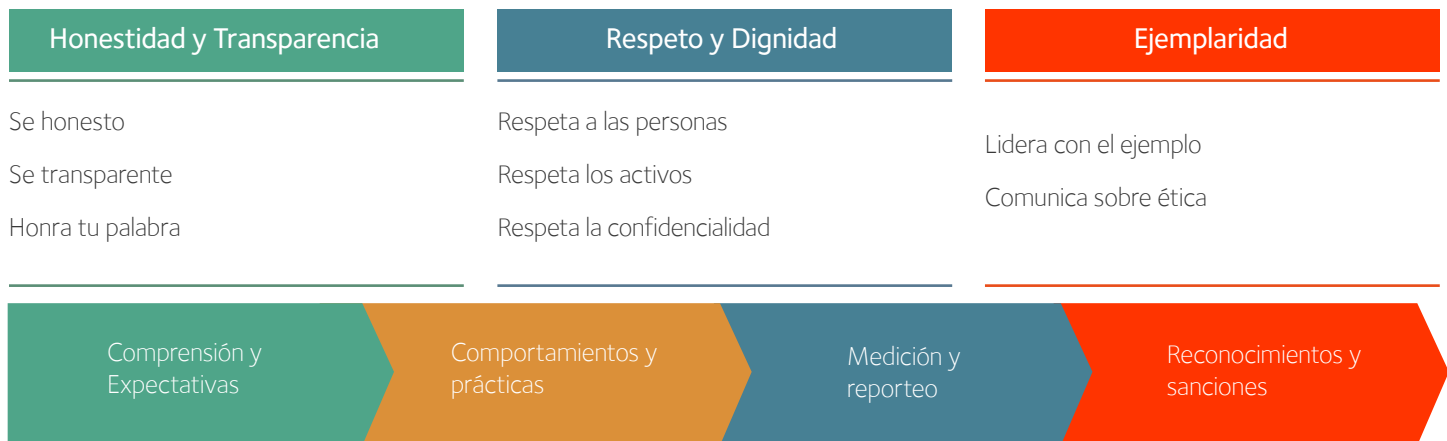 Honestidad y Transparencia
Se honesto
Se transparente
Honra tu palabra
Respeto y Dignidad
Respeta a las personas
Respeta los activos
Respeta la confidencialidad
Ejemplaridad
Lidera con el ejemplo
Comunica sobre ética
Comprensión y
Expectativas
Comportamientos y
prácticas
Medición y
reporteo
Reconocimientos y
sanciones